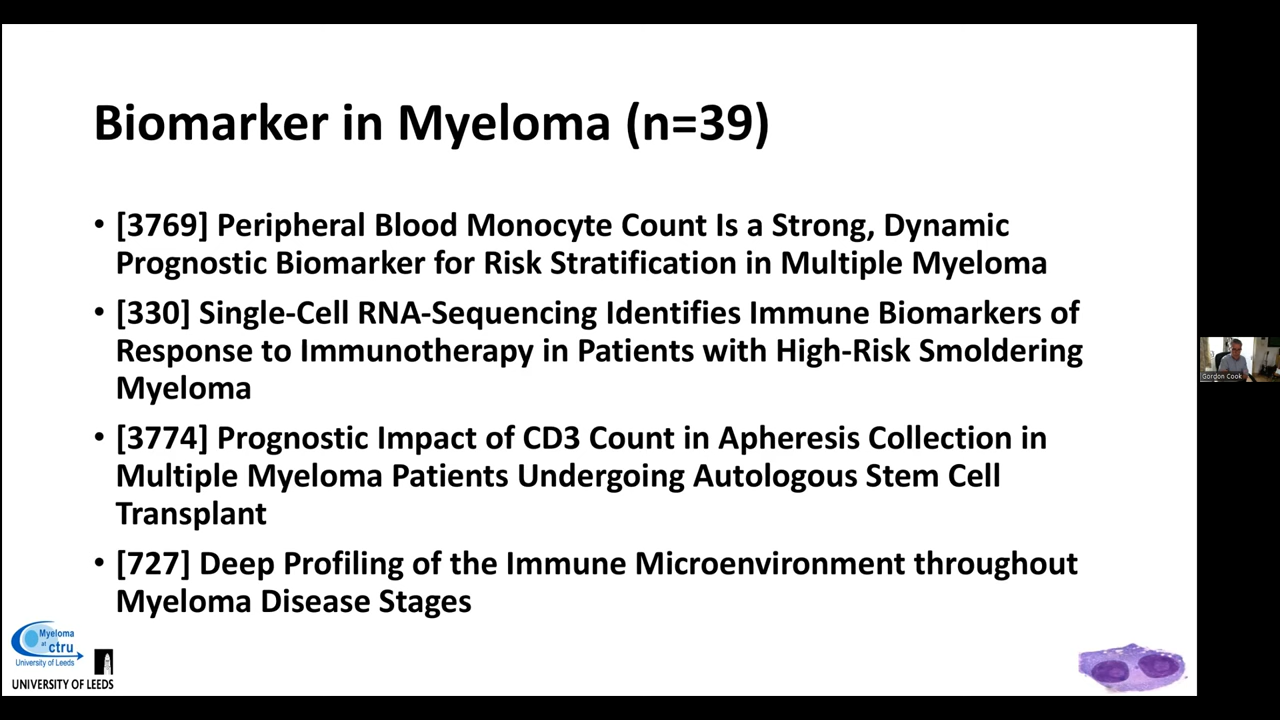 Biomarker in Myeloma (n=39)
• [3769] Peripheral Blood Monocyte Count Is a Strong, Dynamic
Prognostic Biomarker for Risk Stratification in Multiple Myeloma
• [330] Single-Cell RNA-Sequencing Identifies Immune Biomarkers of
Response to Immunotherapy in Patients with High-Risk Smoldering
Myeloma
• [3774] Prognostic Impact of CD3 Count in Apheresis Collection in
Multiple Myeloma Patients Undergoing Autologous Stem Cell
Transplant
• [727] Deep Profiling of the Immune Microenvironment throughout
Myeloma Disease Stages
Myeloma
at
ctru
University of Leeds
UNIVERSITY OF LEEDS
Gordon Cook